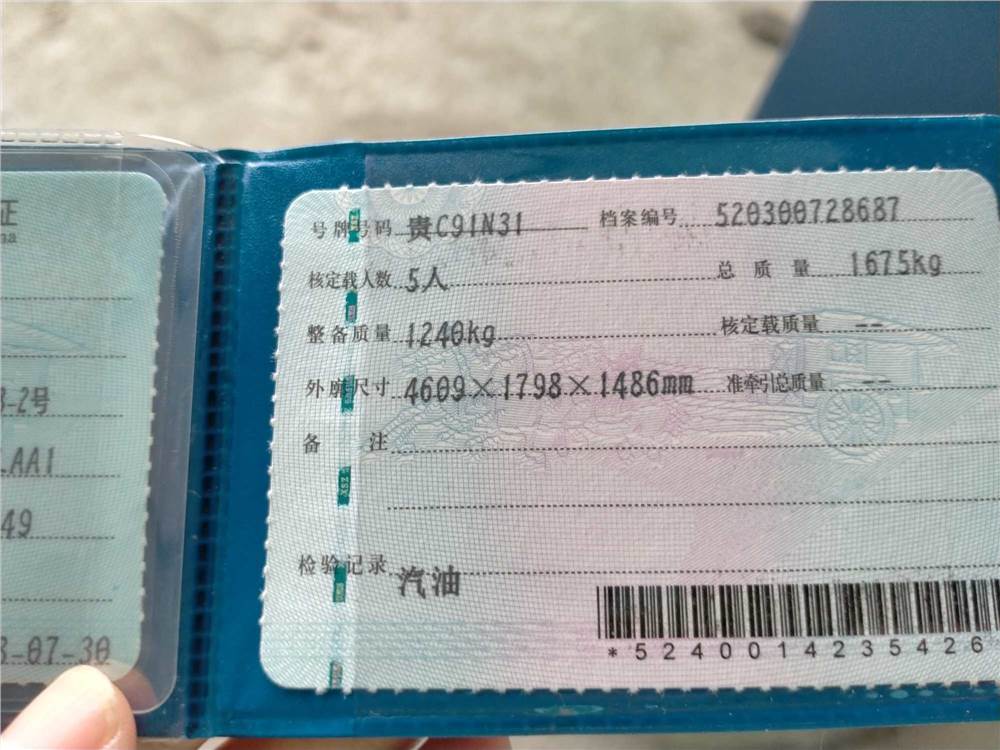 证
na
3-2号
LAA1
49
3-07-30
号牌号码 贵C91N31 档案编号 520300728687
核定载人数 5人 总质量 1675kg
整备质量 1240kg 核定载质量 --
外廓尺寸 4609×1798×1486mm 准牵引总质量 --
备注
检验记录 汽油
*5240014235426
XSZ